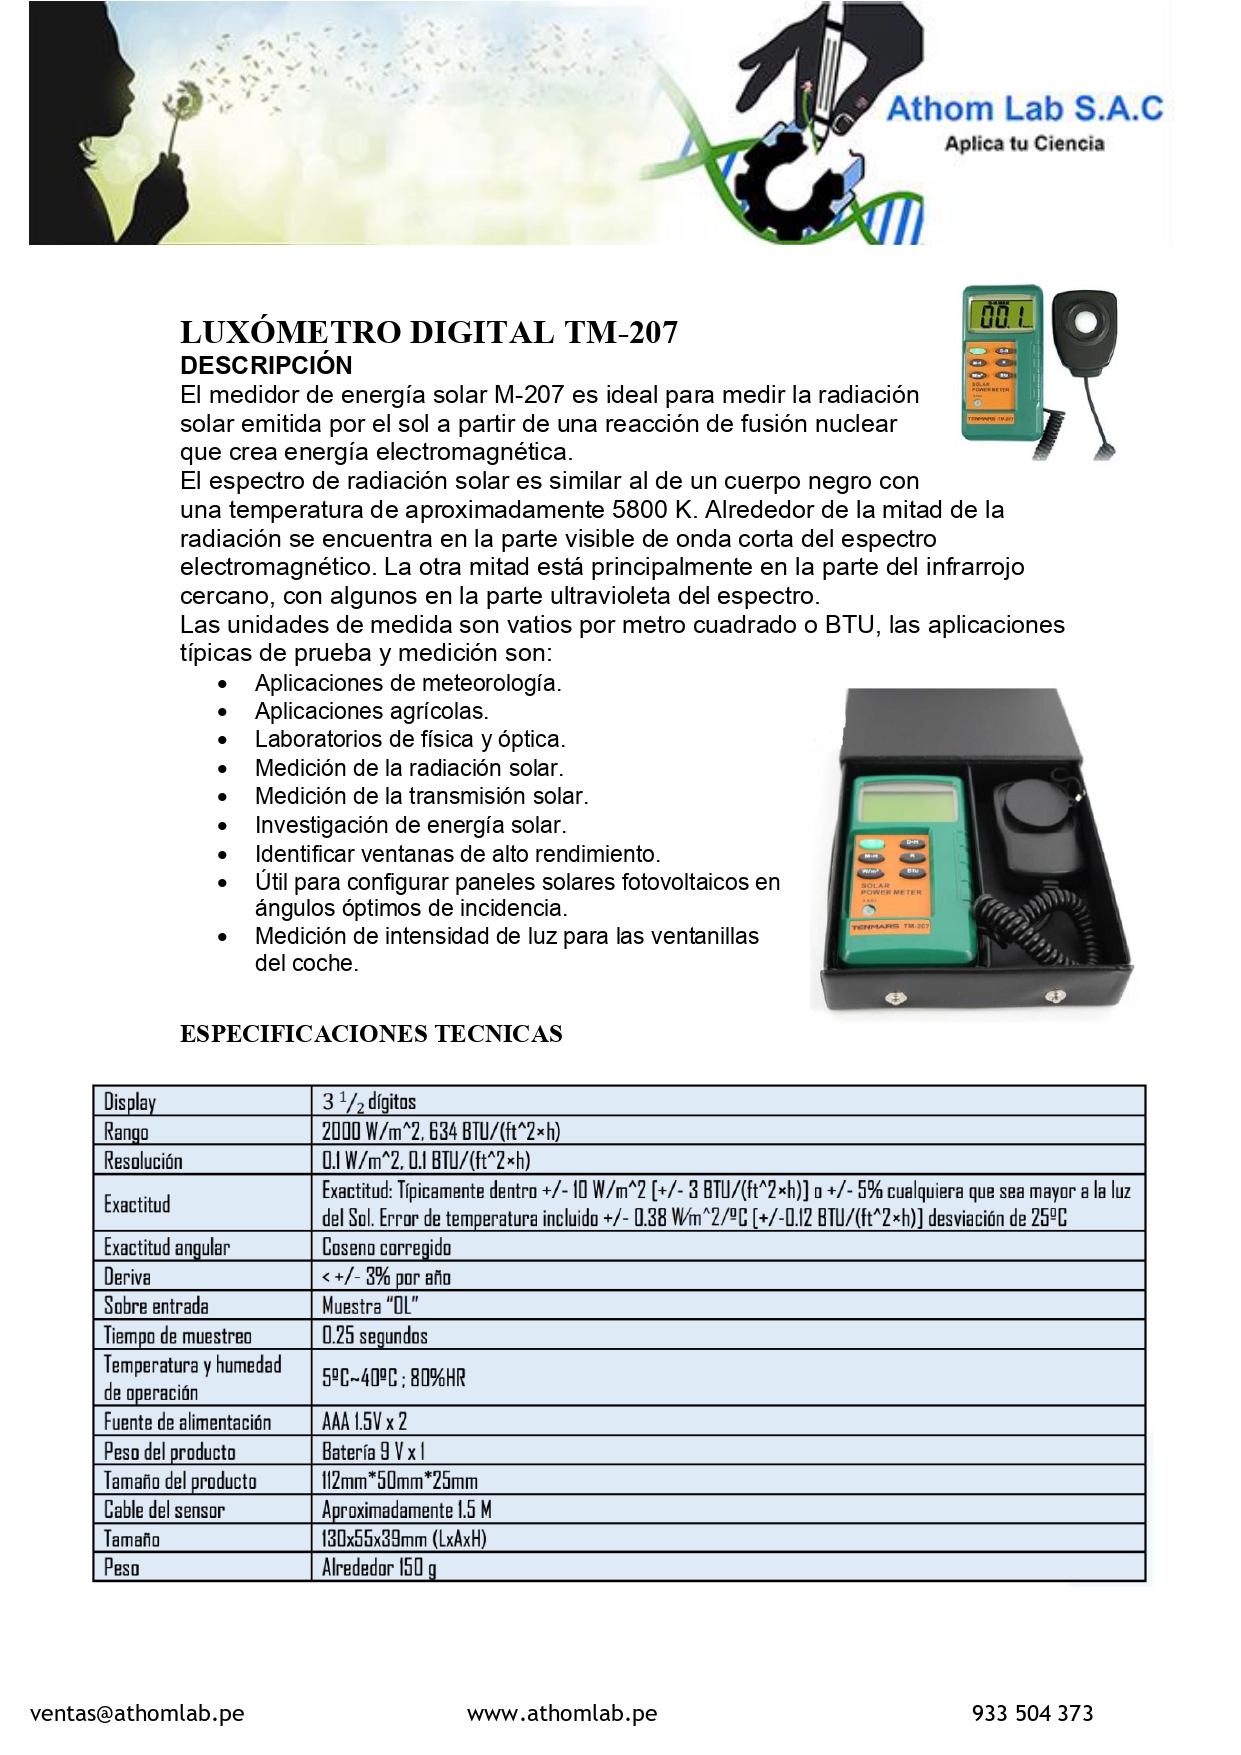 Athom Lab S.A.C
Aplica tu Ciencia
LUXÓMETRO DIGITAL TM-207
DESCRIPCIÓN
El medidor de energía solar M-207 es ideal para medir la radiación
solar emitida por el sol a partir de una reacción de fusión nuclear
que crea energía electromagnética.
El espectro de radiación solar es similar al de un cuerpo negro con
una temperatura de aproximadamente 5800 K. Alrededor de la mitad de la
radiación se encuentra en la parte visible de onda corta del espectro
electromagnético. La otra mitad está principalmente en la parte del infrarrojo
cercano, con algunos en la parte ultravioleta del espectro.
Las unidades de medida son vatios por metro cuadrado o BTU, las aplicaciones
típicas de prueba y medición son:
• Aplicaciones de meteorología.
• Aplicaciones agrícolas.
• Laboratorios de física y óptica.
• Medición de la radiación solar.
• Medición de la transmisión solar.
• Investigación de energía solar.
• Identificar ventanas de alto rendimiento.
• Útil para configurar paneles solares fotovoltaicos en
ángulos óptimos de incidencia.
• Medición de intensidad de luz para las ventanillas
del coche.
00.1
SOLAR
POWER METER
TENMARS TM-207
D-H
M-H
R
W/m²
Btu
SOLAR
POWER METER
TENMARS TM-207
ESPECIFICACIONES TECNICAS
Display 3 1/2 dígitos
Rango 2000 W/m^2, 634 BTU/(ft^2×h)
Resolución 0.1 W/m^2, 0.1 BTU/(ft^2×h)
Exactitud Exactitud: Típicamente dentro +/- 10 W/m^2 [+/- 3 BTU/(ft^2×h)] o +/- 5% cualquiera que sea mayor a la luz
del Sol. Error de temperatura incluido +/- 0.38 W/m^2/ºC [+/-0.12 BTU/(ft^2×h)] desviación de 25ºC
Exactitud angular Coseno corregido
Deriva < +/- 3% por año
Sobre entrada Muestra “OL”
Tiempo de muestreo 0.25 segundos
Temperatura y humedad
de operación 5ºC~40ºC ; 80%HR
Fuente de alimentación AAA 1.5V x 2
Peso del producto Batería 9 V x 1
Tamaño del producto 112mm*50mm*25mm
Cable del sensor Aproximadamente 1.5 M
Tamaño 130x55x39mm (LxAxH)
Peso Alrededor 150 g
ventas@athomlab.pe www.athomlab.pe 933 504 373